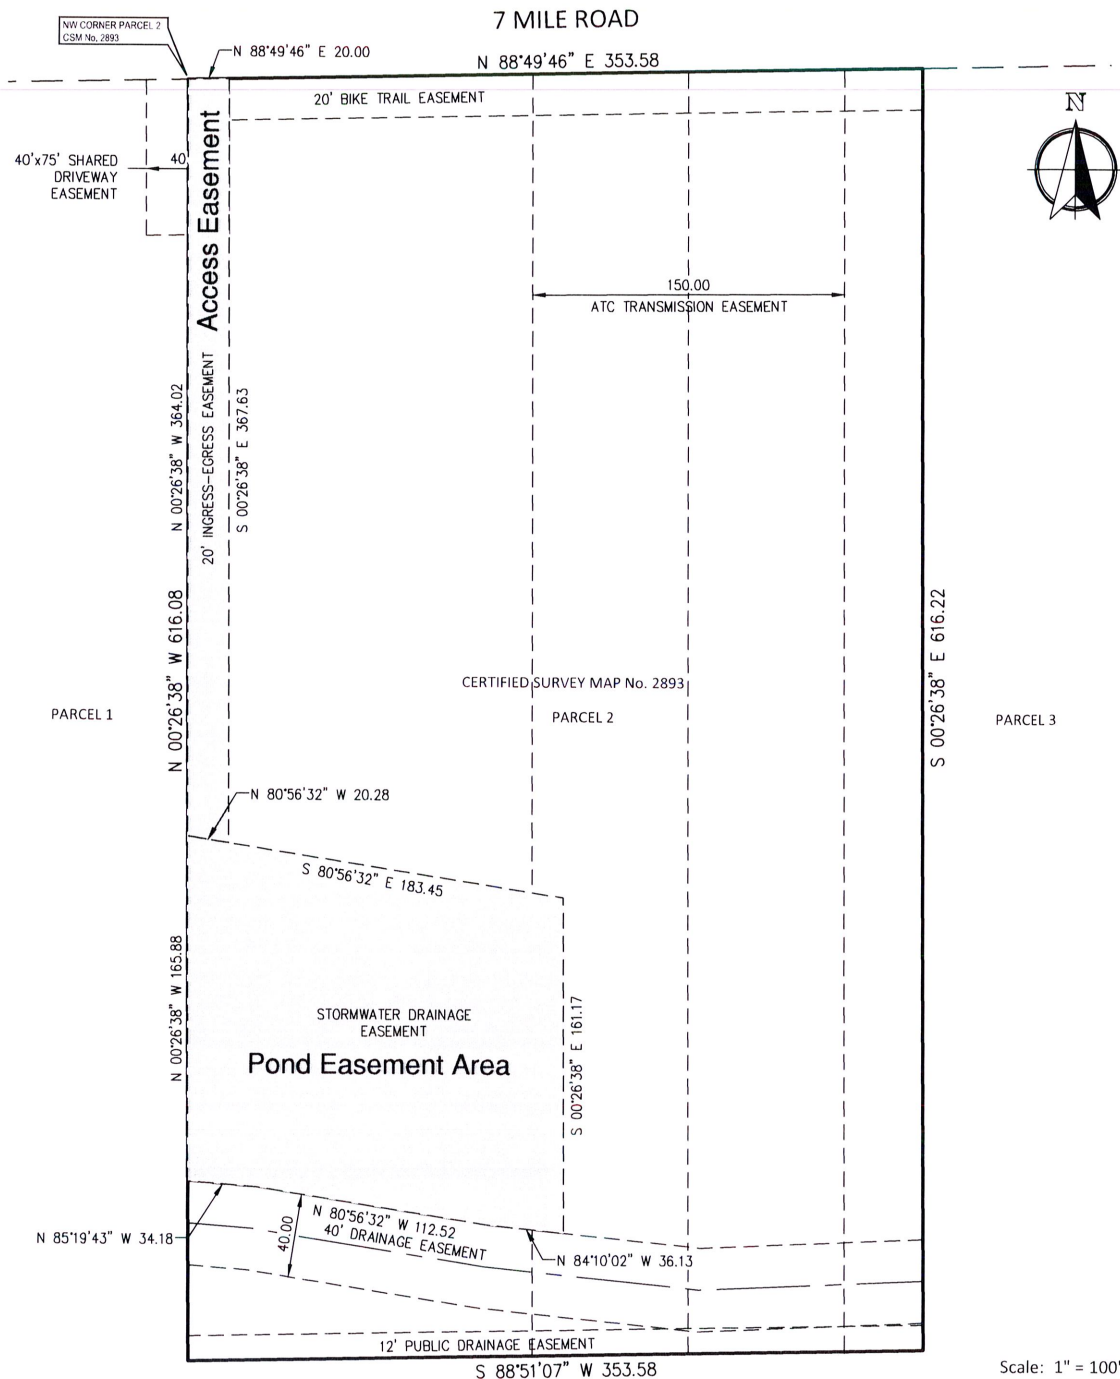 7 MILE ROAD
NW CORNER PARCEL 2
CSM No. 2893
N 88°49'46" E 20.00
N 88°49'46" E 353.58
20' BIKE TRAIL EASEMENT
N
40'x75' SHARED
DRIVEWAY
EASEMENT
40
Access Easement
150.00
ATC TRANSMISSION EASEMENT
N 00°26'38" W 364.02
20' INGRESS-EGRESS EASEMENT
S 00°26'38" E 367.63
N 00°26'38" W 616.08
S 00°26'38" E 616.22
CERTIFIED SURVEY MAP No. 2893
PARCEL 1
PARCEL 2
PARCEL 3
N 80°56'32" W 20.28
S 80°56'32" E 183.45
N 00°26'38" W 165.88
STORMWATER DRAINAGE
EASEMENT
Pond Easement Area
S 00°26'38" E 161.17
N 85°19'43" W 34.18
40.00
N 80°56'32" W 112.52
40' DRAINAGE EASEMENT
N 84°10'02" W 36.13
12' PUBLIC DRAINAGE EASEMENT
S 88°51'07" W 353.58
Scale: 1" = 100'